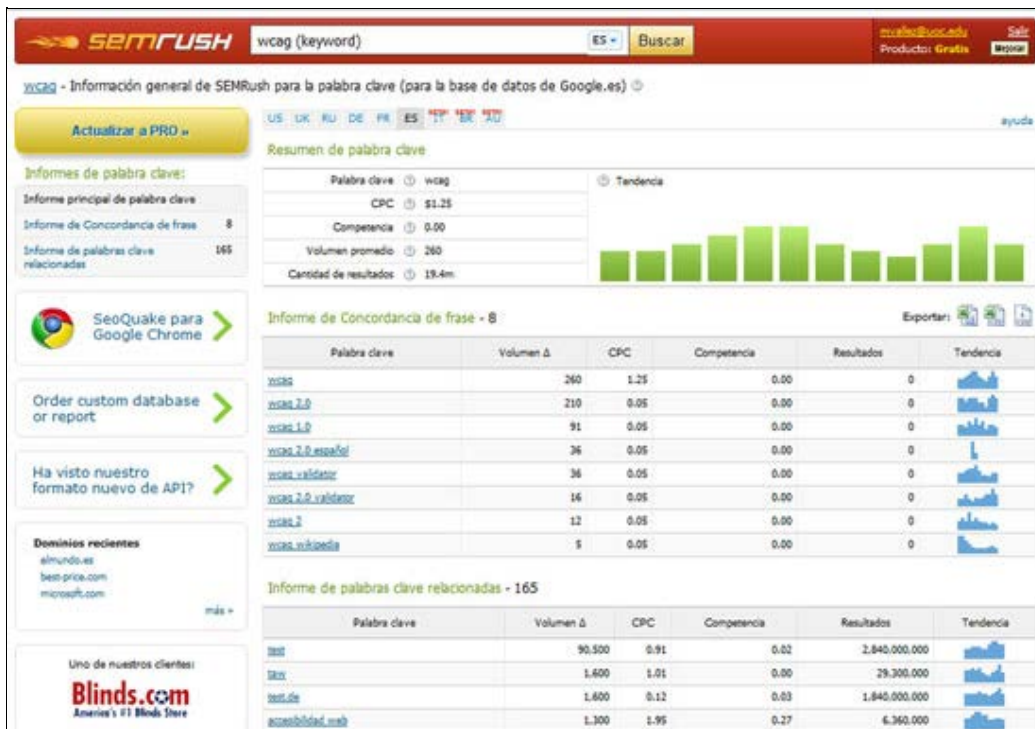 semrush
wcag (keyword)
ES
Buscar
mvalez@uoc.edu
Salir
Producto: Gratis
Mejorar
wcag - Información general de SEMRush para la palabra clave (para la base de datos de Google.es)
Actualizar a PRO »
US UK RU DE FR ES IT BR AU
ayuda
Resumen de palabra clave
Palabra clave wcag
CPC $1.25
Competencia 0.00
Volumen promedio 260
Cantidad de resultados 19.4m
Tendencia
Informes de palabra clave:
Informe principal de palabra clave
Informe de Concordancia de frase 8
Informe de palabras clave relacionadas 165
SeoQuake para
Google Chrome
Order custom database
or report
Ha visto nuestro
formato nuevo de API?
Dominios recientes
elmundo.es
best-price.com
microsoft.com
más »
Uno de nuestros clientes:
Blinds.com
America's #1 Blinds Store
Informe de Concordancia de frase - 8
Exportar:
Palabra clave Volumen Δ CPC Competencia Resultados Tendencia
wcag 260 1.25 0.00 0
wcag 2.0 210 0.05 0.00 0
wcag 1.0 91 0.05 0.00 0
wcag 2.0 español 36 0.05 0.00 0
wcag validator 36 0.05 0.00 0
wcag 2.0 validator 16 0.05 0.00 0
wcag 2 12 0.05 0.00 0
wcag wikipedia 5 0.05 0.00 0
Informe de palabras clave relacionadas - 165
Palabra clave Volumen Δ CPC Competencia Resultados Tendencia
test 90.500 0.91 0.02 2,840,000,000
taw 1.600 1.01 0.00 29,300,000
test.de 1.600 0.12 0.03 1,840,000,000
accesibilidad web 1.300 1.95 0.27 6,360,000